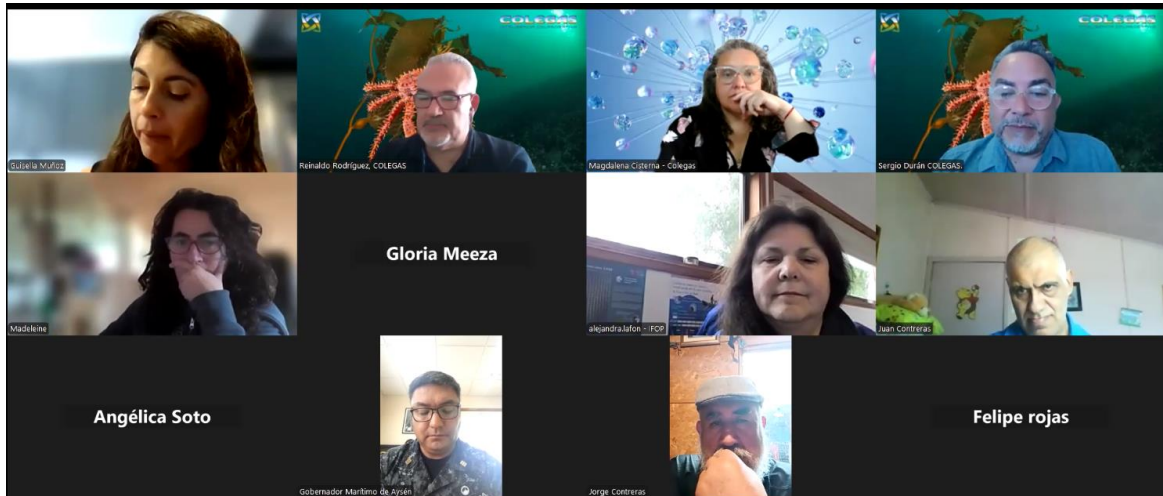 COLEGAS
COLEGAS
Guisella Muñoz
Reinaldo Rodríguez, COLEGAS
Magdalena Cisterna - Colegas
Sergio Durán COLEGAS.
Gloria Meeza
Madeleine
alejandra.lafon - IFOP
Juan Contreras
Angélica Soto
Felipe rojas
Gobernador Marítimo de Aysén
Jorge Contreras